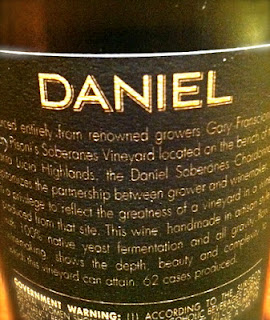 DANIEL
entirely from renowned growers Gary Franscioni
Pisoni's Soberanes Vineyard located on the bench of
Lucia Highlands, the Daniel Soberanes Chardonnay
the partnership between grower and winemaker
privilege to reflect the greatness of a vineyard in a
from that site. This wine, handmade in
100% native yeast fermentation and all gravity flow
shows the depth, beauty and complexity
vineyard can attain. 62 cases produced.
GOVERNMENT WARNING: (1) ACCORDING TO THE SURGEON